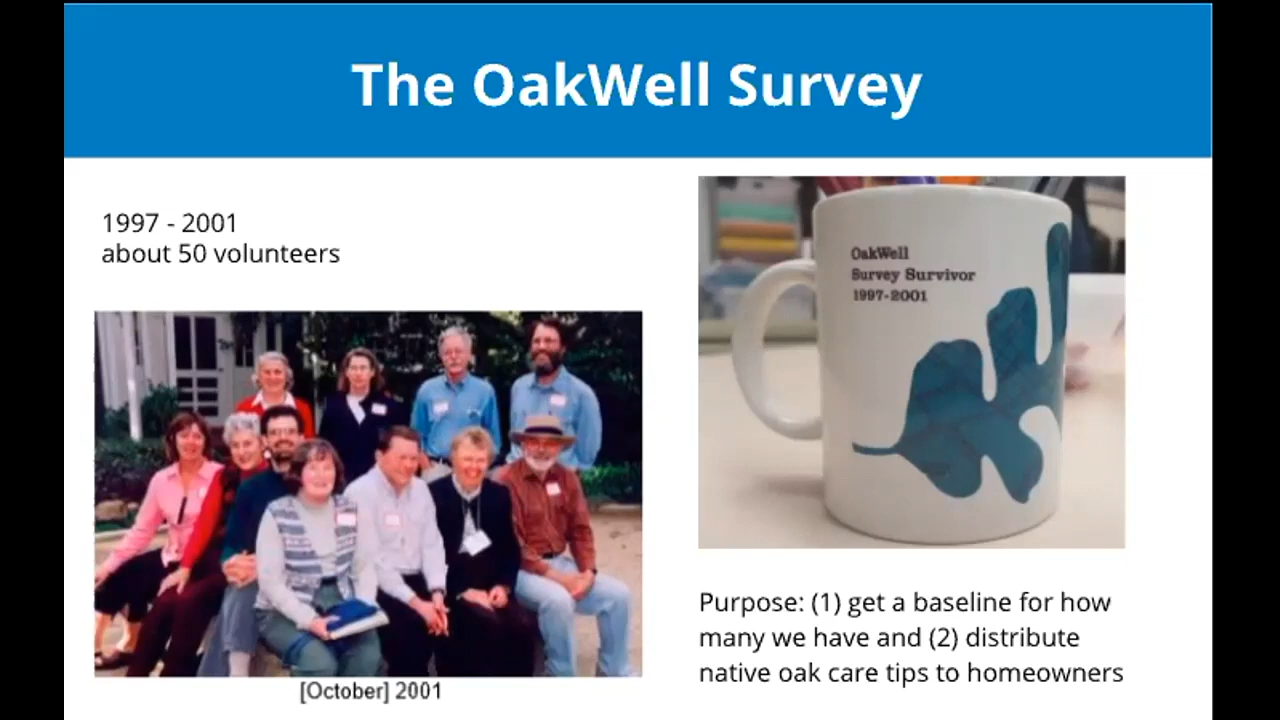 The OakWell Survey
1997 - 2001
about 50 volunteers
OakWell
Survey Survivor
1997-2001
[October] 2001
Purpose: (1) get a baseline for how
many we have and (2) distribute
native oak care tips to homeowners